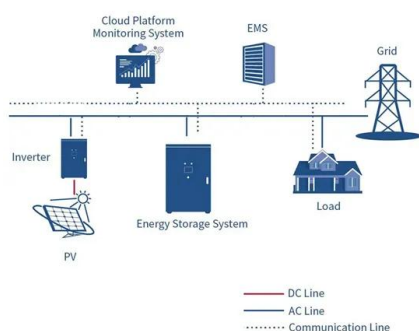 Cloud Platform
Monitoring System
EMS
Grid
Inverter
Energy Storage System
Load
PV
DC Line
AC Line
Communication Line